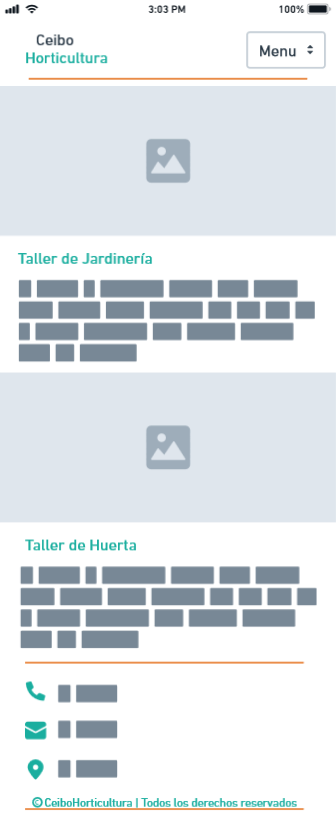 3:03 PM
100%
Ceibo
Horticultura
Menu
Taller de Jardinería
Taller de Huerta
©CeiboHorticultura | Todos los derechos reservados